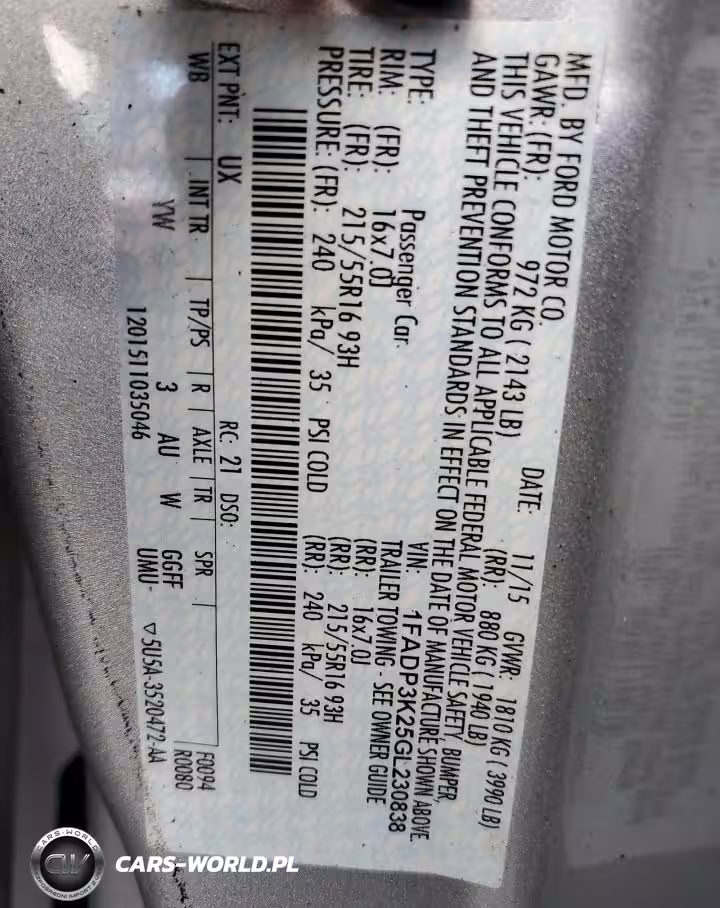 MFD. BY FORD MOTOR CO.
DATE: 11/15 GVWR: 1810 KG ( 3990 LB)
GAWR: (FR): 972 KG ( 2143 LB) (RR): 880 KG ( 1940 LB)
THIS VEHICLE CONFORMS TO ALL APPLICABLE FEDERAL MOTOR VEHICLE SAFETY, BUMPER,
AND THEFT PREVENTION STANDARDS IN EFFECT ON THE DATE OF MANUFACTURE SHOWN ABOVE.
VIN: 1FADP3K25GL230838
TYPE: Passenger Car. TRAILER TOWING - SEE OWNER GUIDE
RIM: (FR): 16x7.0J (RR): 16x7.0J
TIRE: (FR): 215/55R16 93H (RR): 215/55R16 93H
PRESSURE: (FR): 240 kPa/ 35 PSI COLD (RR): 240 kPa/ 35 PSI COLD
EXT PNT: UX RC: 21 DSO: F0094
WB INT TR TP/PS R AXLE TR SPR R0080
YW 3 AU W GGFF
1201511035046 UMU ▽5U5A-3520472-AA
CARS-WORLD
CW
CARS-WORLD.PL